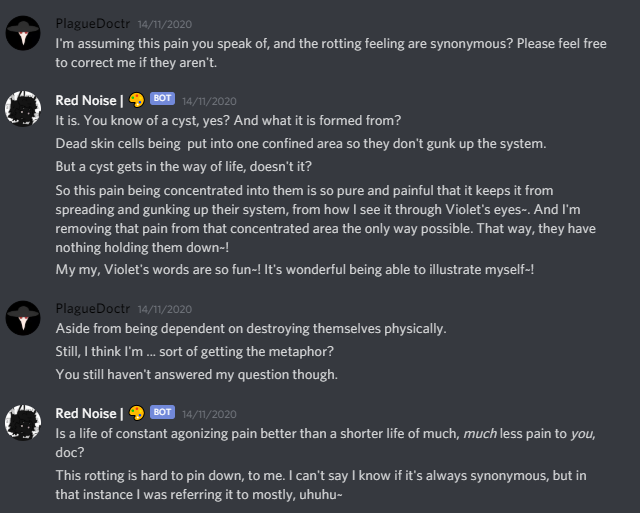 PlagueDoctr 14/11/2020
I'm assuming this pain you speak of, and the rotting feeling are synonymous? Please feel free
to correct me if they aren't.
Red Noise | 🎨 BOT 14/11/2020
It is. You know of a cyst, yes? And what it is formed from?
Dead skin cells being  put into one confined area so they don't gunk up the system.
But a cyst gets in the way of life, doesn't it?
So this pain being concentrated into them is so pure and painful that it keeps it from
spreading and gunking up their system, from how I see it through Violet's eyes~. And I'm
removing that pain from that concentrated area the only way possible. That way, they have
nothing holding them down~!
My my, Violet's words are so fun~! It's wonderful being able to illustrate myself~!
PlagueDoctr 14/11/2020
Aside from being dependent on destroying themselves physically.
Still, I think I'm ... sort of getting the metaphor?
You still haven't answered my question though.
Red Noise | 🎨 BOT 14/11/2020
Is a life of constant agonizing pain better than a shorter life of much, much less pain to you,
doc?
This rotting is hard to pin down, to me. I can't say I know if it's always synonymous, but in
that instance I was referring it to mostly, uhuhu~